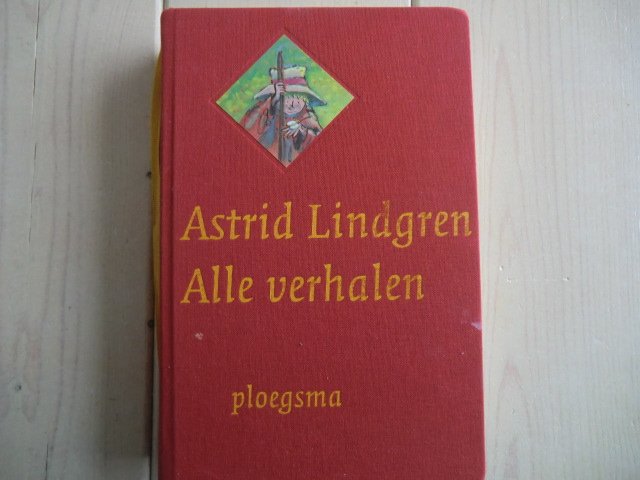 Astrid Lindgren
Alle verhalen
ploegsma